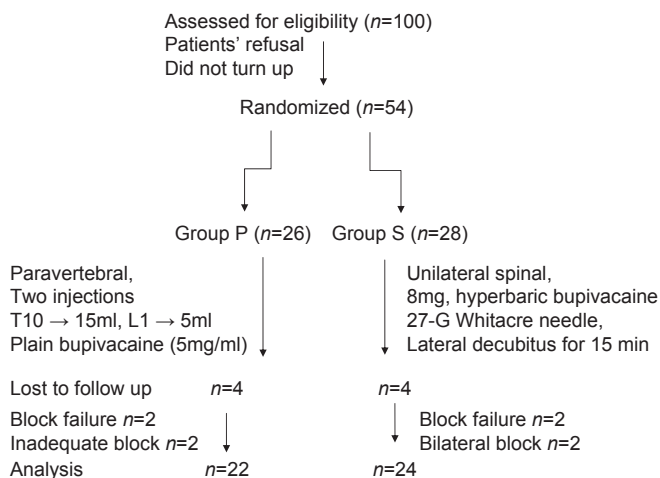 Assessed for eligibility (n=100)
Patients’ refusal
Did not turn up
Randomized (n=54)
Group P (n=26) Group S (n=28)
Paravertebral,
Two injections
T10 → 15ml, L1 → 5ml
Plain bupivacaine (5mg/ml)
Unilateral spinal,
8mg, hyperbaric bupivacaine
27-G Whitacre needle,
Lateral decubitus for 15 min
Lost to follow up n=4 n=4
Block failure n=2
Inadequate block n=2
Block failure n=2
Bilateral block n=2
Analysis n=22 n=24